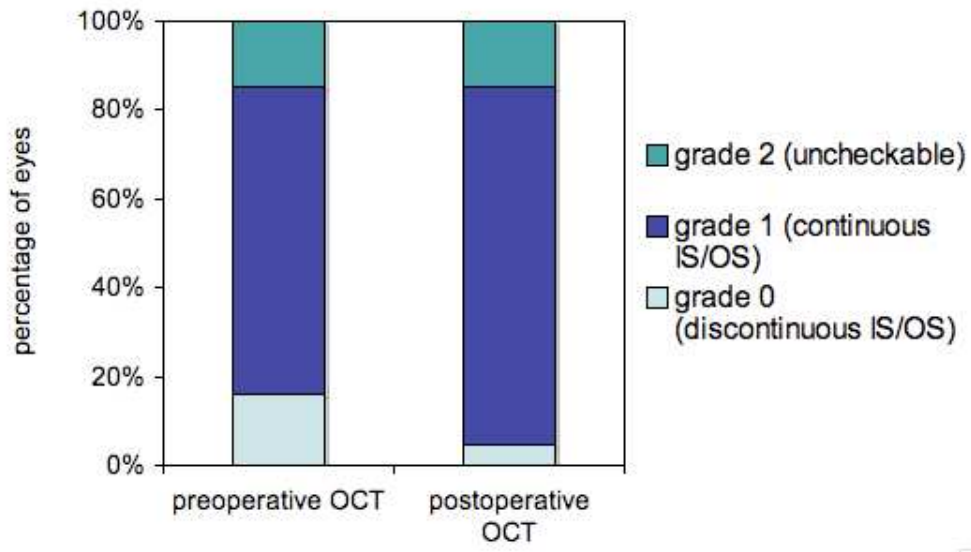 100%
80%
60%
40%
20%
0%
percentage of eyes
preoperative OCT
postoperative
OCT
grade 2 (uncheckable)
grade 1 (continuous
IS/OS)
grade 0
(discontinuous IS/OS)